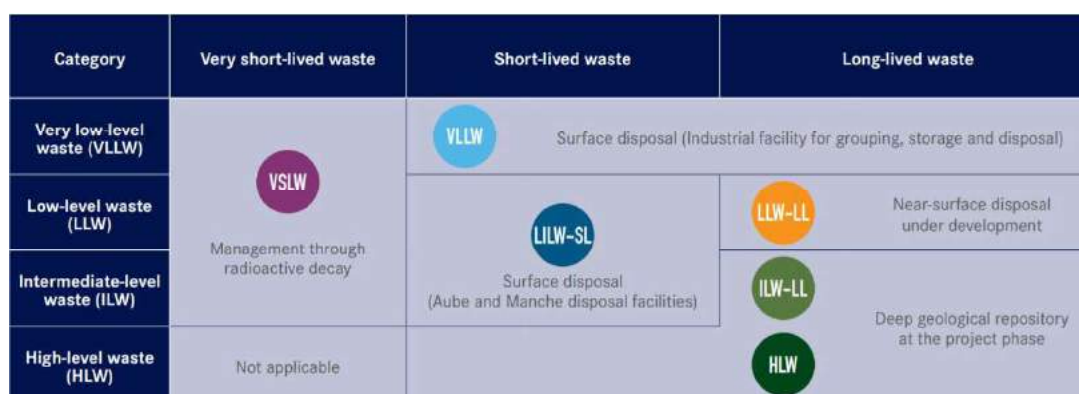 Category
Very short-lived waste
Short-lived waste
Long-lived waste
Very low-level
waste (VLLW)
VSLW
Management through
radioactive decay
VLLW
Surface disposal (Industrial facility for grouping, storage and disposal)
Low-level waste
(LLW)
LILW-SL
Surface disposal
(Aube and Manche disposal facilities)
LLW-LL
Near-surface disposal
under development
Intermediate-level
waste (ILW)
ILW-LL
Deep geological repository
at the project phase
High-level waste
(HLW)
Not applicable
HLW